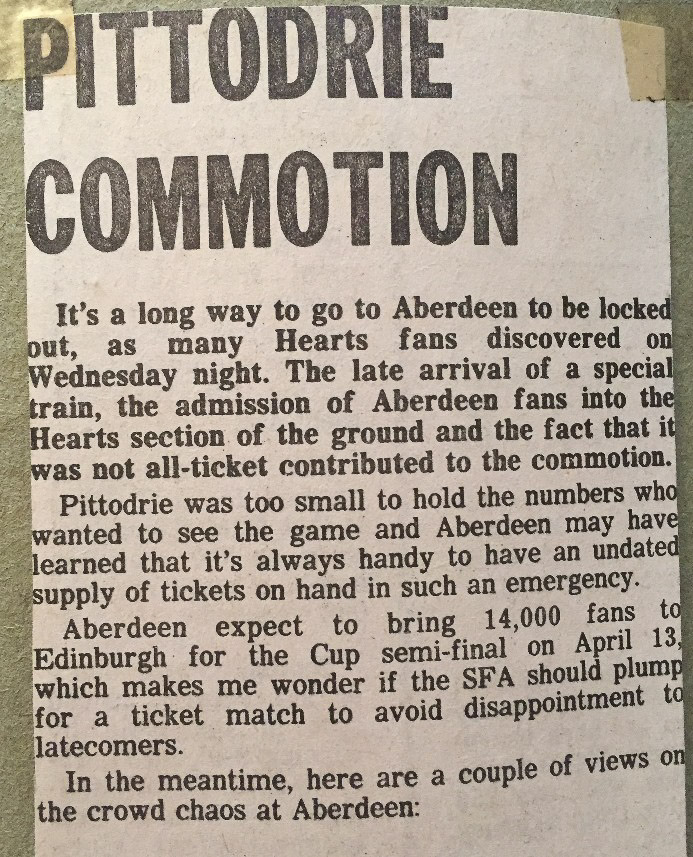 PITTODRIE
COMMOTION
It's a long way to go to Aberdeen to be locked
out, as many Hearts fans discovered on
Wednesday night. The late arrival of a special
train, the admission of Aberdeen fans into the
Hearts section of the ground and the fact that it
was not all-ticket contributed to the commotion.
Pittodrie was too small to hold the numbers who
wanted to see the game and Aberdeen may have
learned that it's always handy to have an undated
supply of tickets on hand in such an emergency.
Aberdeen expect to bring 14,000 fans to
Edinburgh for the Cup semi-final on April 13,
which makes me wonder if the SFA should plump
for a ticket match to avoid disappointment to
latecomers.
In the meantime, here are a couple of views on
the crowd chaos at Aberdeen: